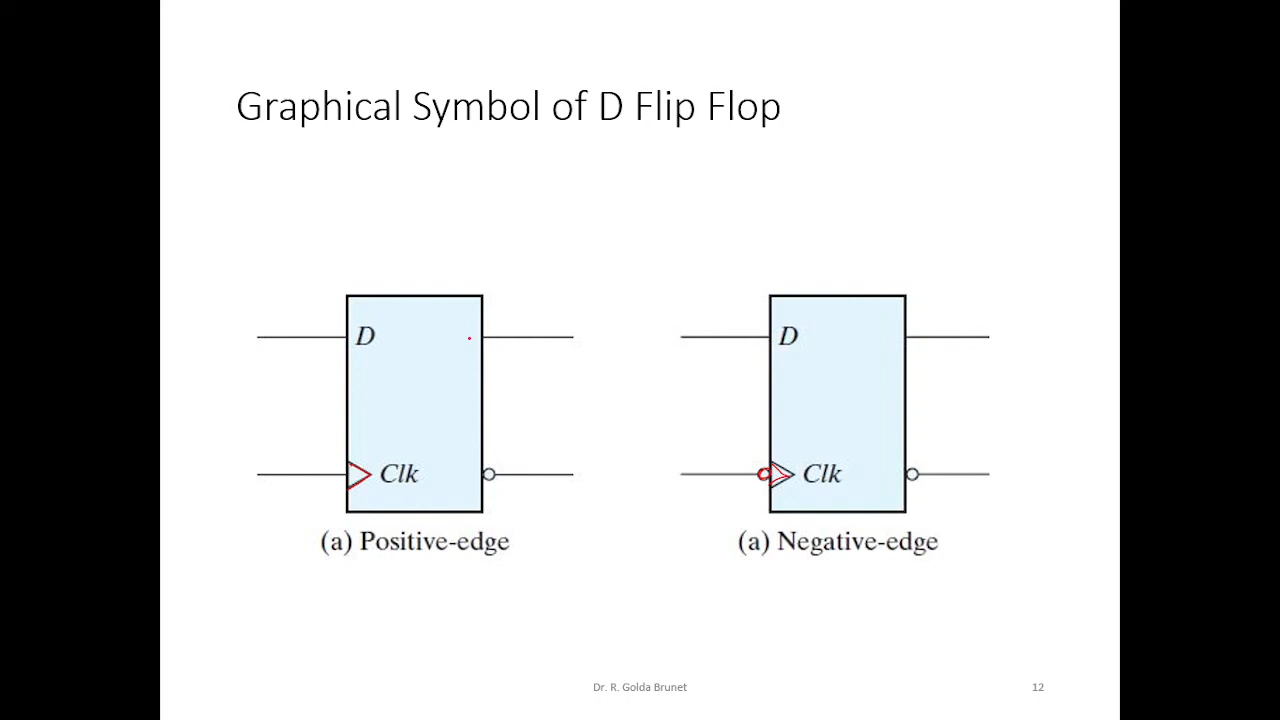 Graphical Symbol of D Flip Flop
D
D
Clk
Clk
(a) Positive-edge
(a) Negative-edge
Dr. R. Golda Brunet
12